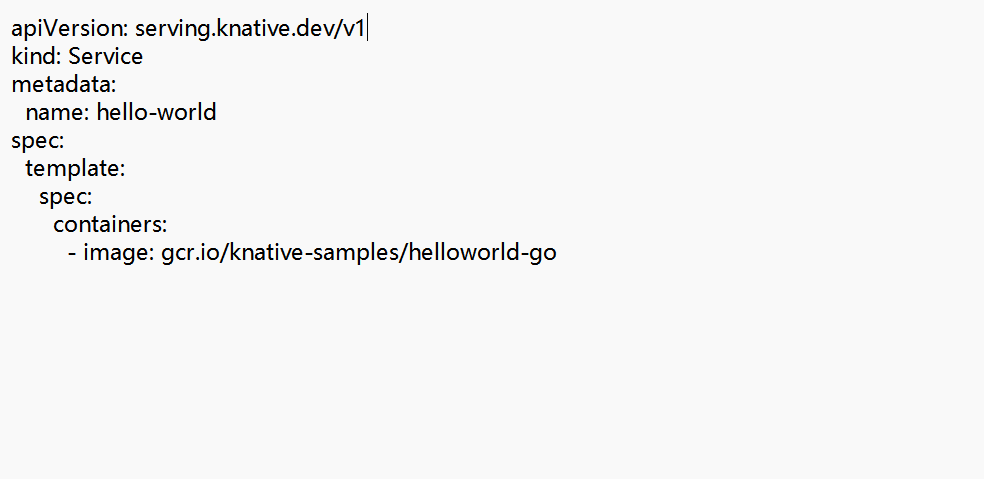 apiVersion: serving.knative.dev/v1
kind: Service
metadata:
  name: hello-world
spec:
  template:
    spec:
      containers:
        - image: gcr.io/knative-samples/helloworld-go